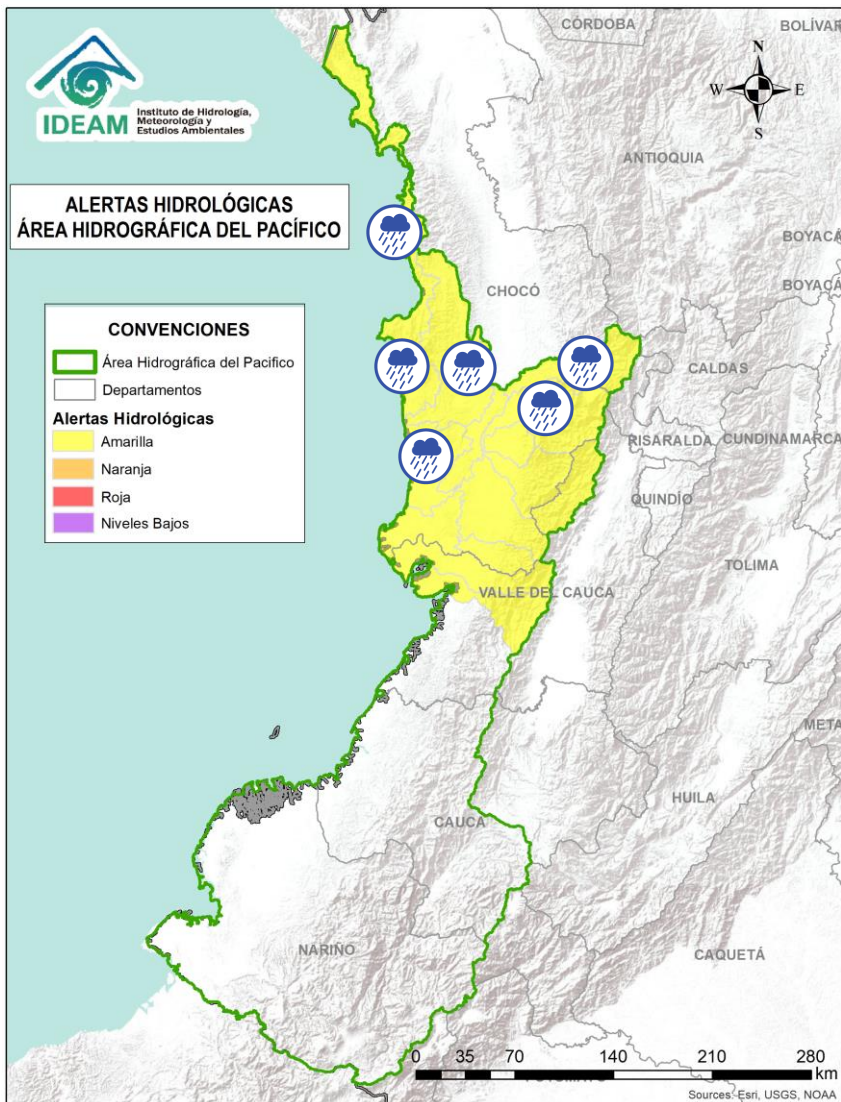 CÓRDOBA
BOLÍVAR
N
W
E
S
IDEAM
Instituto de Hidrología,
Meteorología y
Estudios Ambientales
ANTIOQUIA
ALERTAS HIDROLÓGICAS
ÁREA HIDROGRÁFICA DEL PACÍFICO
BOYACÁ
BOYACÁ
CHOCÓ
CONVENCIONES
Área Hidrográfica del Pacifico
Departamentos
Alertas Hidrológicas
Amarilla
Naranja
Roja
Niveles Bajos
CALDAS
RISARALDA
CUNDINAMARCA
QUINDÍO
TOLIMA
VALLE DEL CAUCA
META
HUILA
CAUCA
NARIÑO
CAQUETÁ
0 35 70 140 210 280
km
Sources: Esri, USGS, NOAA